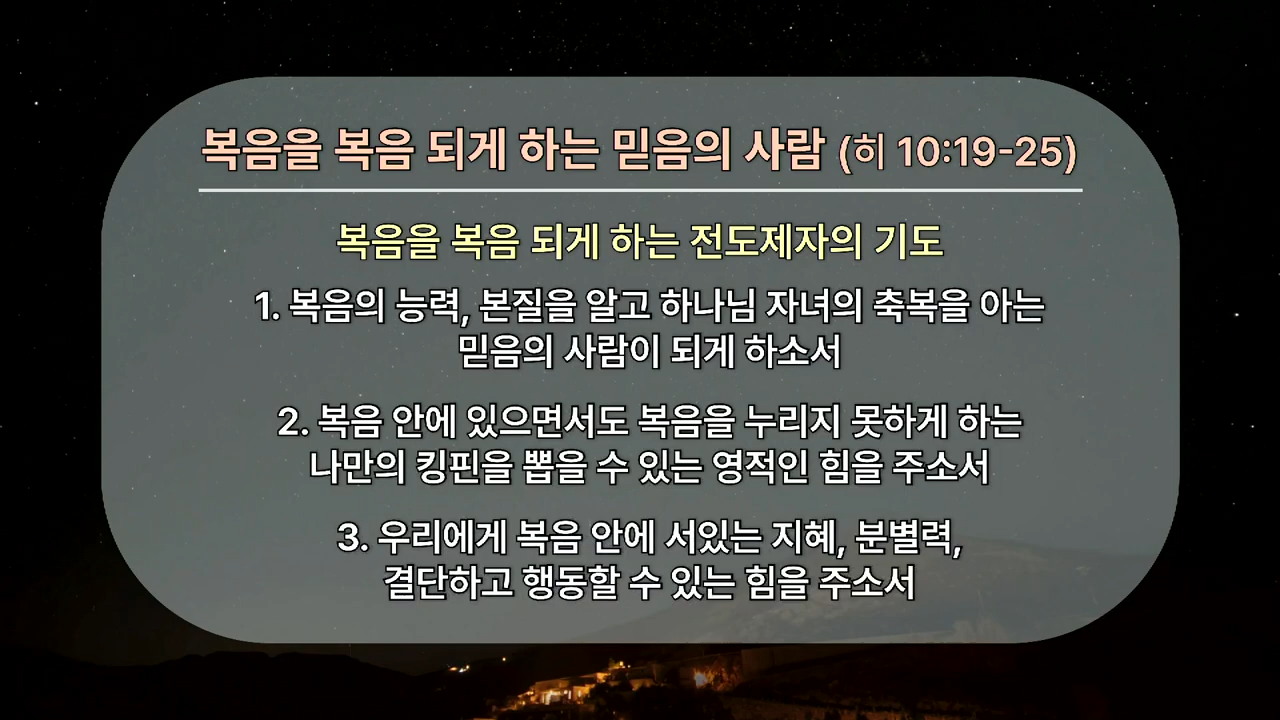 복음을 복음 되게 하는 믿음의 사람 (히 10:19-25)
복음을 복음 되게 하는 전도제자의 기도
1. 복음의 능력, 본질을 알고 하나님 자녀의 축복을 아는
믿음의 사람이 되게 하소서
2. 복음 안에 있으면서도 복음을 누리지 못하게 하는
나만의 킹핀을 뽑을 수 있는 영적인 힘을 주소서
3. 우리에게 복음 안에 서있는 지혜, 분별력,
결단하고 행동할 수 있는 힘을 주소서